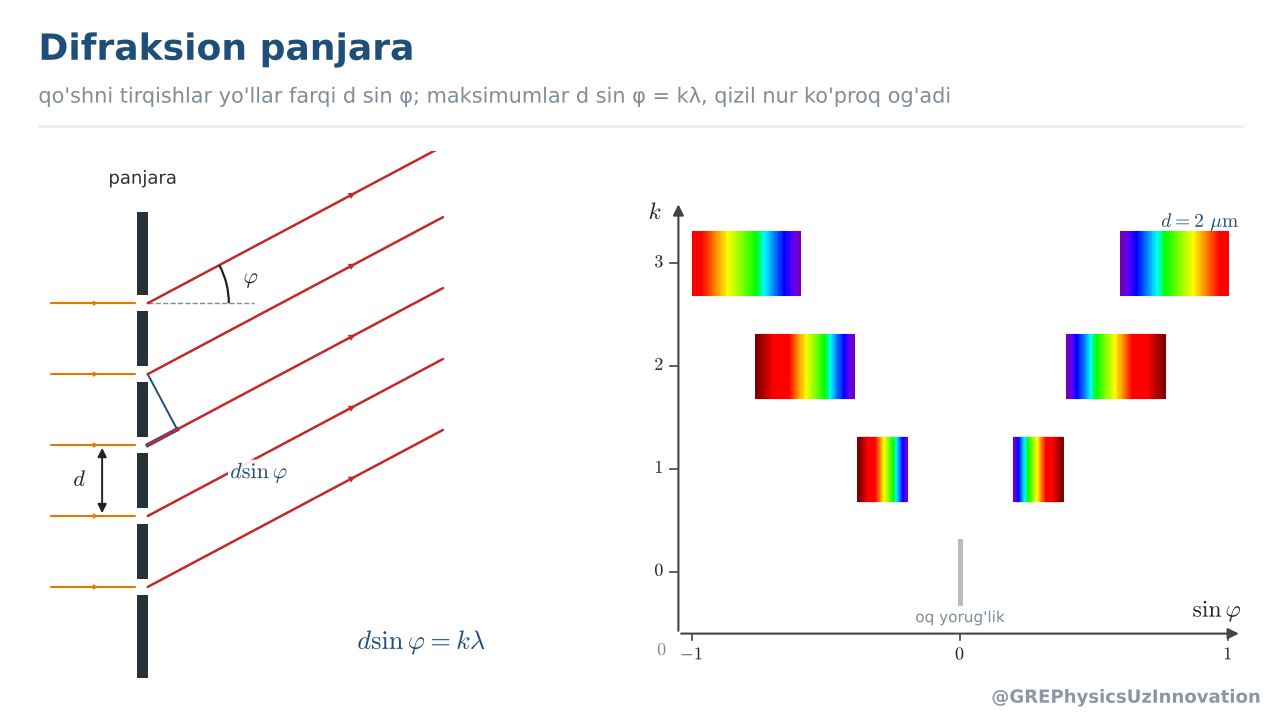 Difraksion panjara
qo'shni tirqishlar yo'llar farqi d sin φ; maksimumlar d sin φ = kλ, qizil nur ko'proq og'adi
panjara
φ
d
d sin φ
d sin φ = kλ
k
d = 2 μm
3
2
1
0
oq yorug'lik
sin φ
0
−1
0
1
@GREPhysicsUzInnovation